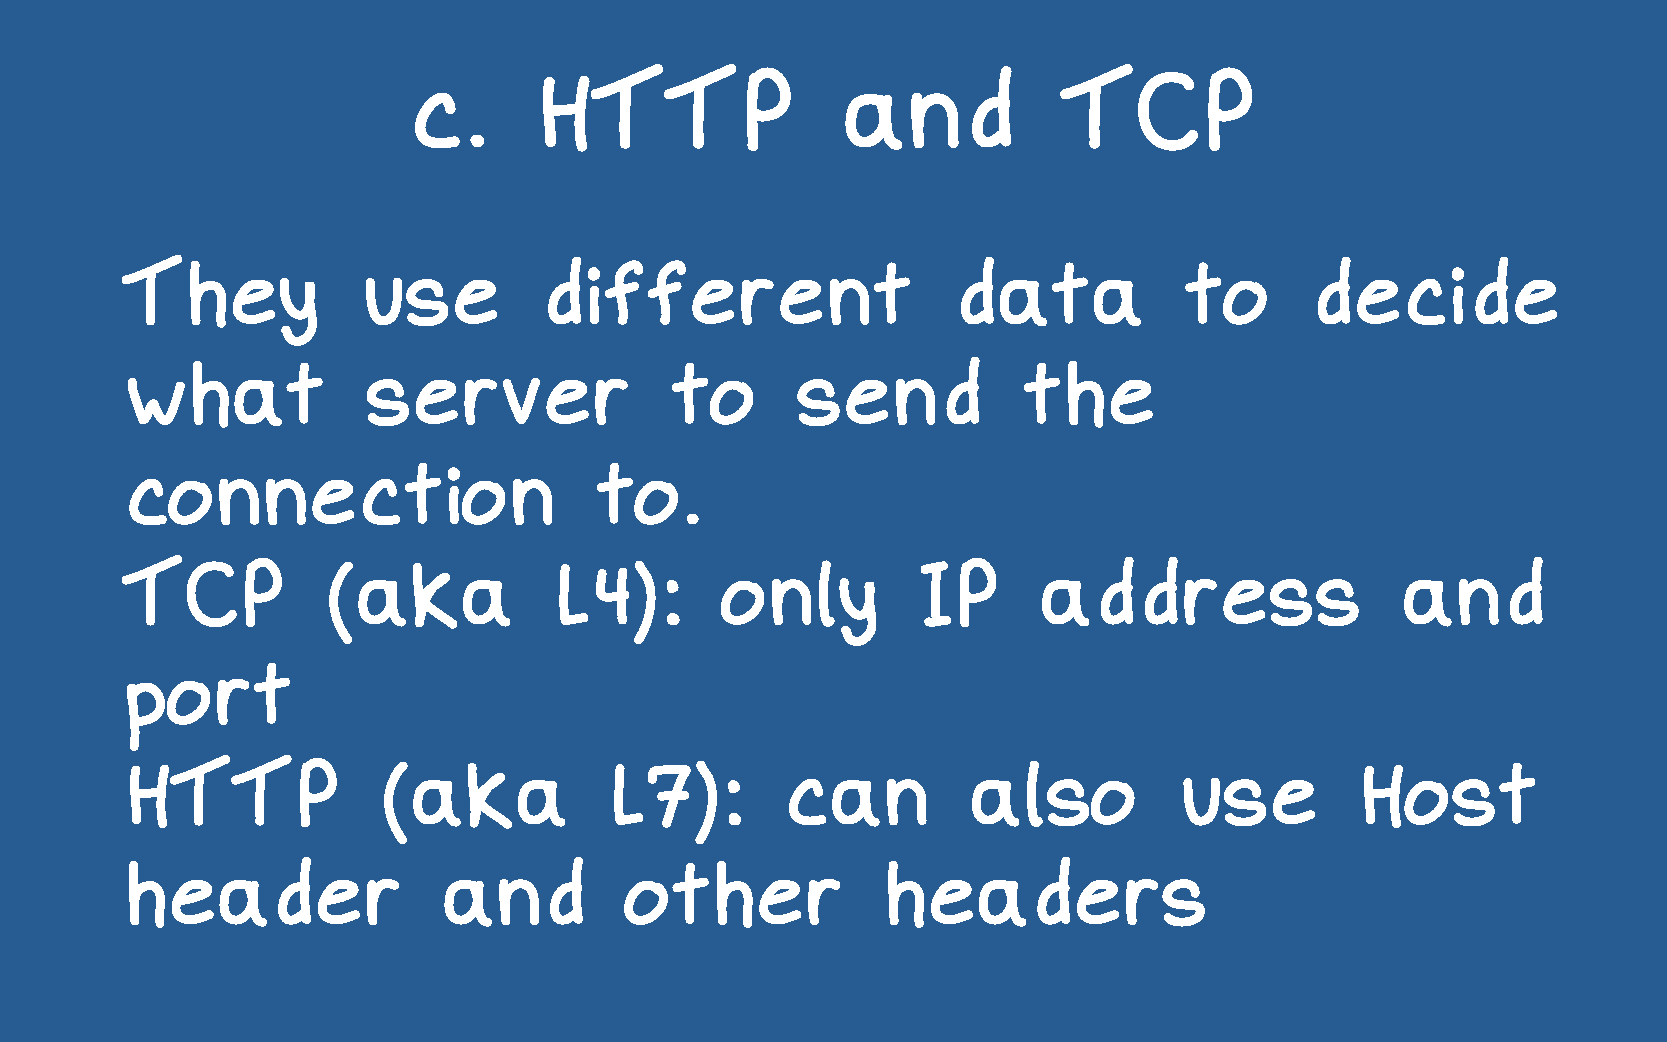 c. HTTP and TCP
They use different data to decide
what server to send the
connection to.
TCP (aka L4): only IP address and
port
HTTP (aka L7): can also use Host
header and other headers